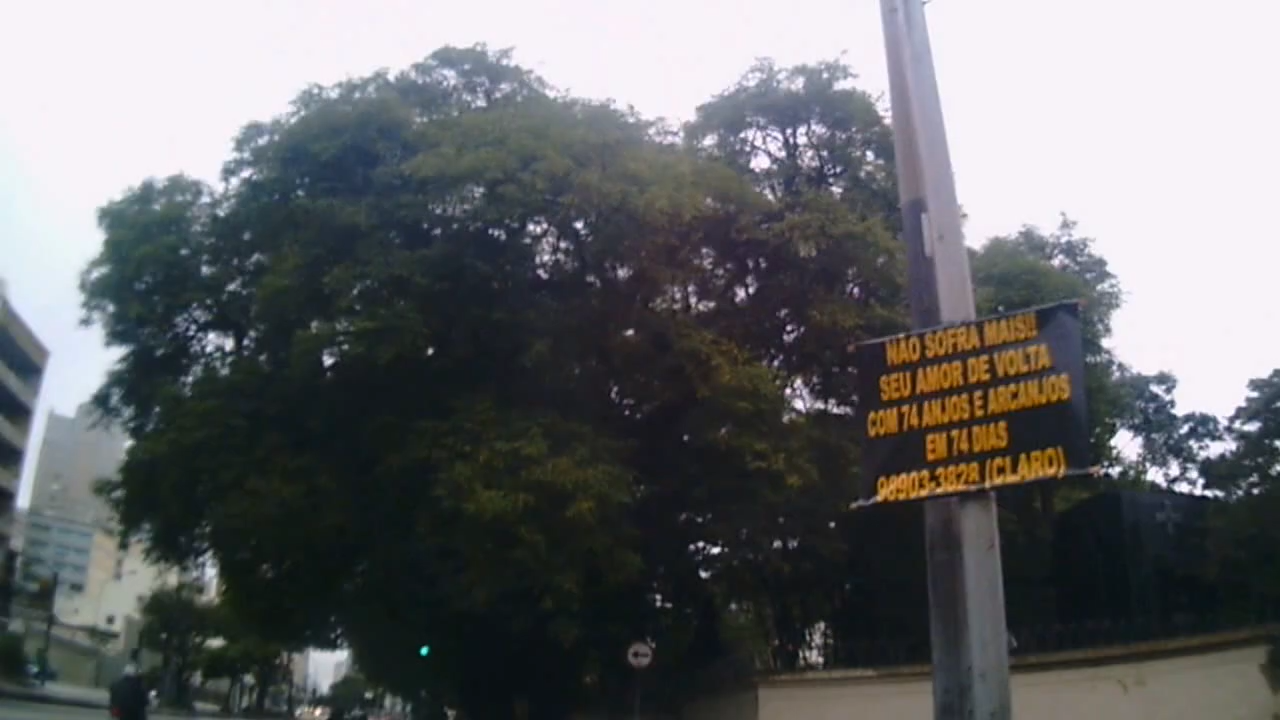 NÃO SOFRA MAIS!!!
SEU AMOR DE VOLTA
COM 74 ANJOS E ARCANJOS
EM 74 DIAS
98903-3828 (CLARO)